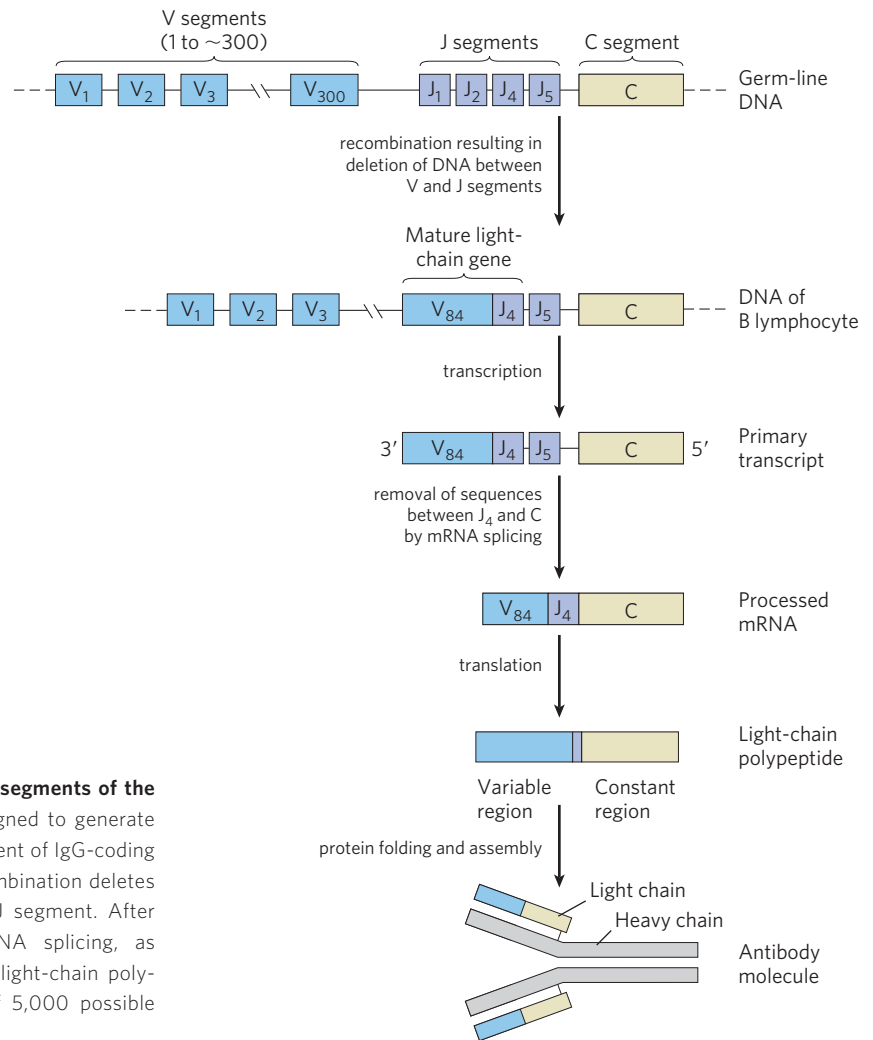 V segments
(1 to ~300)
J segments
C segment
V₁ V₂ V₃ V₃₀₀ J₁ J₂ J₄ J₅ C
Germ-line
DNA
recombination resulting in
deletion of DNA between
V and J segments
Mature light-
chain gene
V₁ V₂ V₃ V₈₄ J₄ J₅ C
DNA of
B lymphocyte
transcription
3′ V₈₄ J₄ J₅ C 5′
Primary
transcript
removal of sequences
between J₄ and C
by mRNA splicing
V₈₄ J₄ C
Processed
mRNA
translation
Light-chain
polypeptide
Variable
region
Constant
region
protein folding and assembly
Light chain
Heavy chain
Antibody
molecule
segments of the
gned to generate
ent of IgG-coding
mbination deletes
J segment. After
NA splicing, as
light-chain poly-
f 5,000 possible